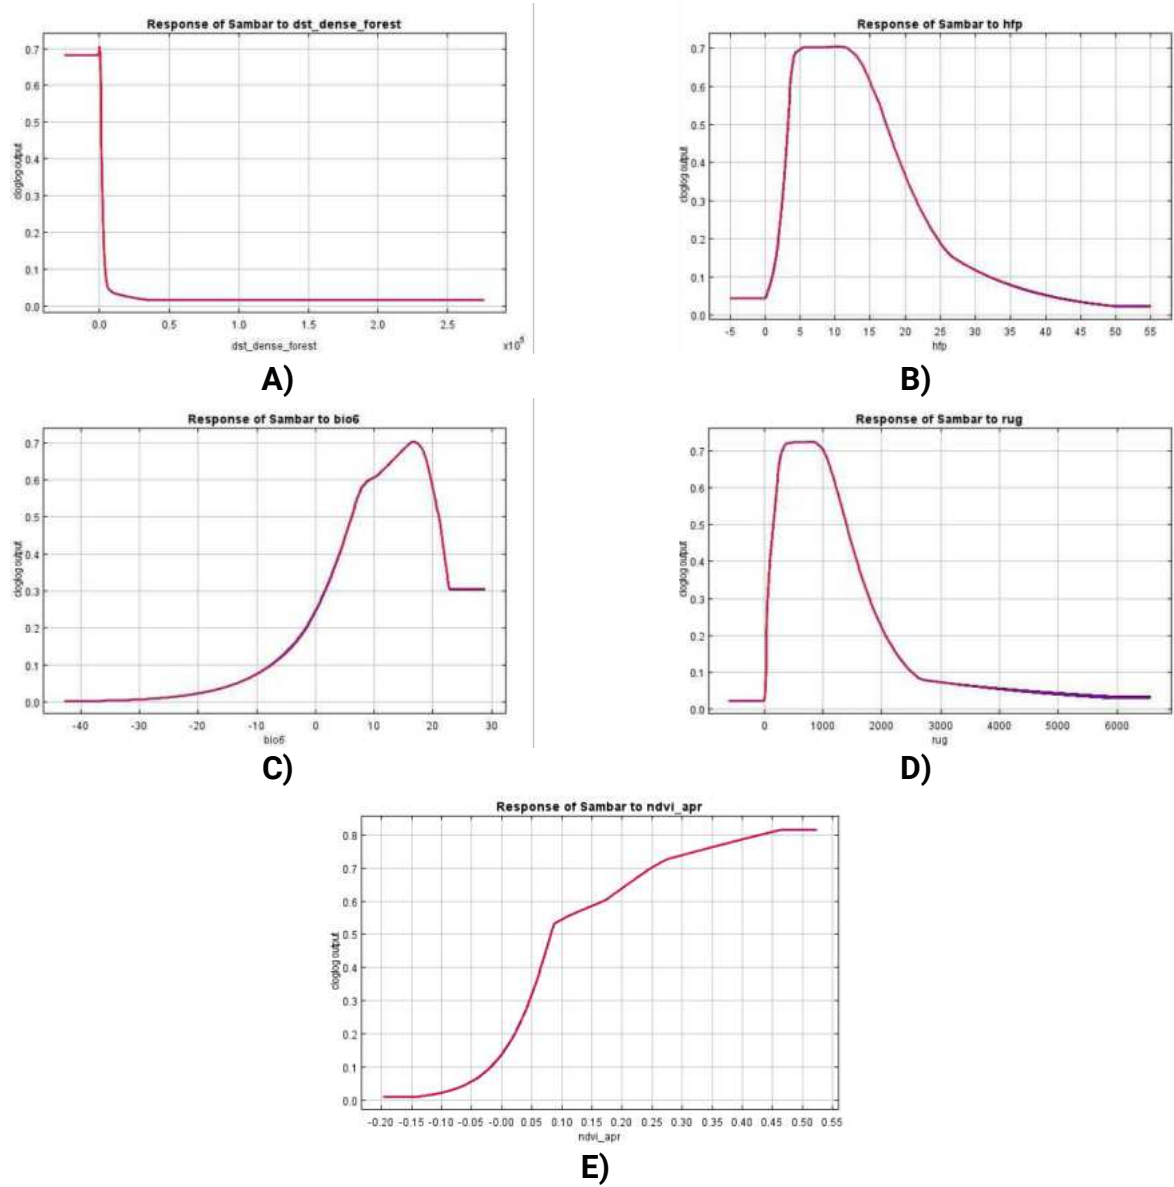 Response of Sambar to dst_dense_forest
0.7
0.6
0.5
0.4
0.3
0.2
0.1
0.0
cloglog output
0.0 0.5 1.0 1.5 2.0 2.5
dst_dense_forest
x10⁵
A)
Response of Sambar to hfp
0.7
0.6
0.5
0.4
0.3
0.2
0.1
0.0
cloglog output
-5 0 5 10 15 20 25 30 35 40 45 50 55
hfp
B)
Response of Sambar to bio6
0.7
0.6
0.5
0.4
0.3
0.2
0.1
0.0
cloglog output
-40 -30 -20 -10 0 10 20 30
bio6
C)
Response of Sambar to rug
0.7
0.6
0.5
0.4
0.3
0.2
0.1
0.0
cloglog output
0 1000 2000 3000 4000 5000 6000
rug
D)
Response of Sambar to ndvi_apr
0.8
0.7
0.6
0.5
0.4
0.3
0.2
0.1
0.0
cloglog output
-0.20 -0.15 -0.10 -0.05 -0.00 0.05 0.10 0.15 0.20 0.25 0.30 0.35 0.40 0.45 0.50 0.55
ndvi_apr
E)